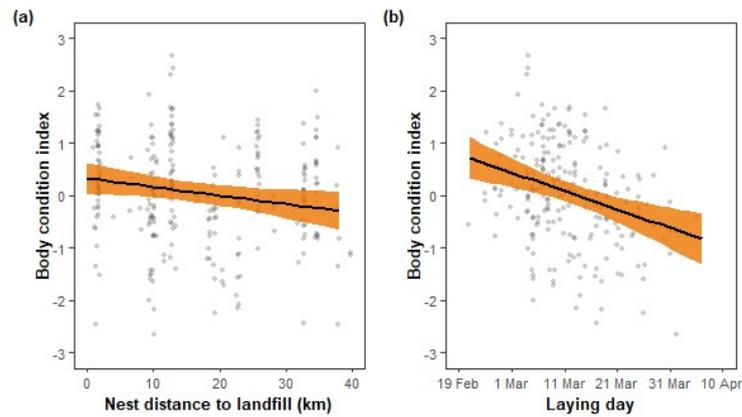 (a)
3
2
1
0
-1
-2
-3
Body condition index
0 10 20 30 40
Nest distance to landfill (km)
(b)
3
2
1
0
-1
-2
-3
Body condition index
19 Feb 1 Mar 11 Mar 21 Mar 31 Mar 10 Apr
Laying day